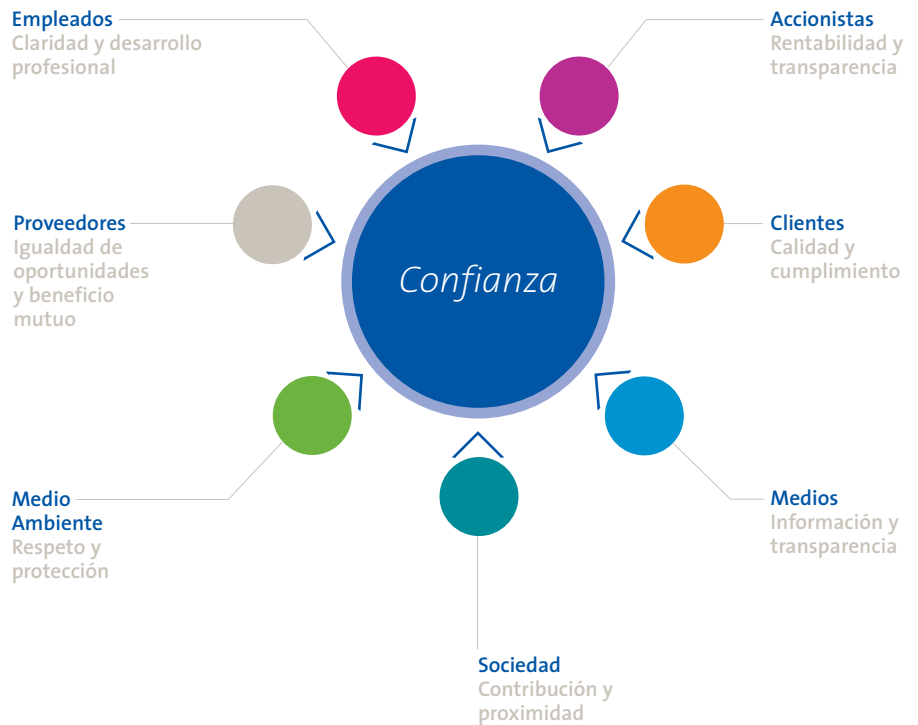 Empleados
Claridad y desarrollo
profesional
Accionistas
Rentabilidad y
transparencia
Proveedores
Igualdad de
oportunidades
y beneficio
mutuo
Confianza
Clientes
Calidad y
cumplimiento
Medio
Ambiente
Respeto y
protección
Medios
Información y
transparencia
Sociedad
Contribución y
proximidad